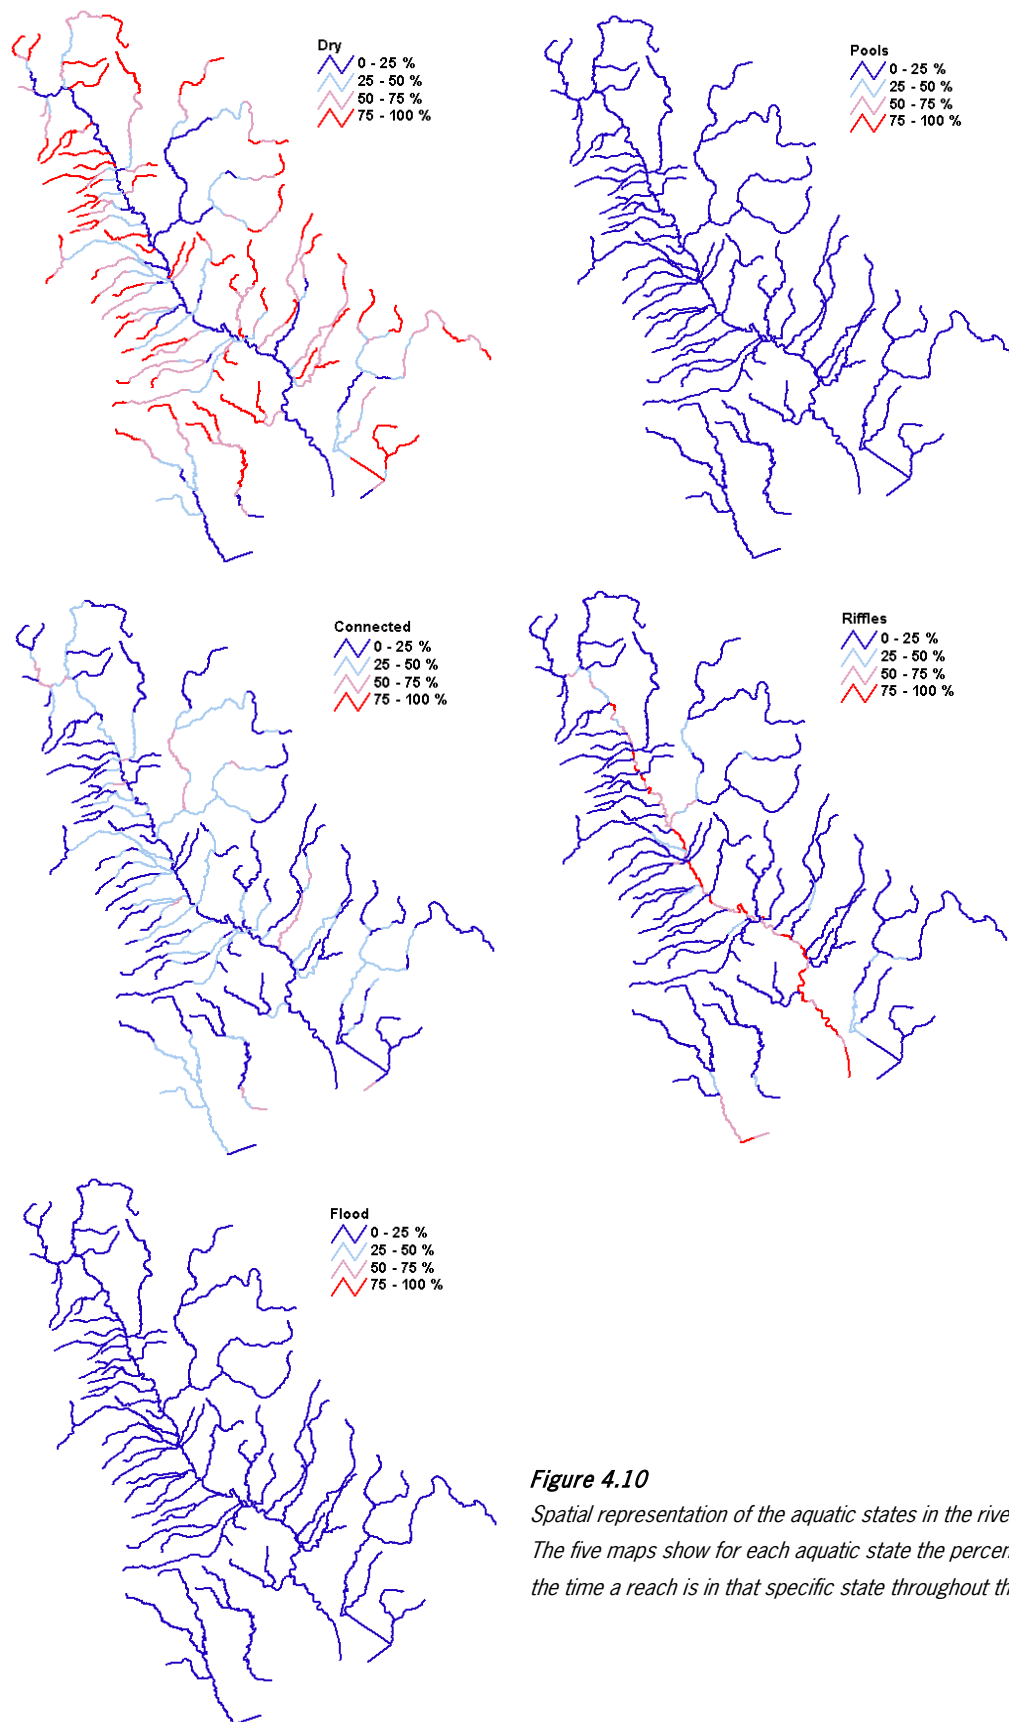 Dry
0 - 25 %
25 - 50 %
50 - 75 %
75 - 100 %
Pools
0 - 25 %
25 - 50 %
50 - 75 %
75 - 100 %
Connected
0 - 25 %
25 - 50 %
50 - 75 %
75 - 100 %
Riffles
0 - 25 %
25 - 50 %
50 - 75 %
75 - 100 %
Flood
0 - 25 %
25 - 50 %
50 - 75 %
75 - 100 %
Figure 4.10
Spatial representation of the aquatic states in the rive
The five maps show for each aquatic state the percen
the time a reach is in that specific state throughout th